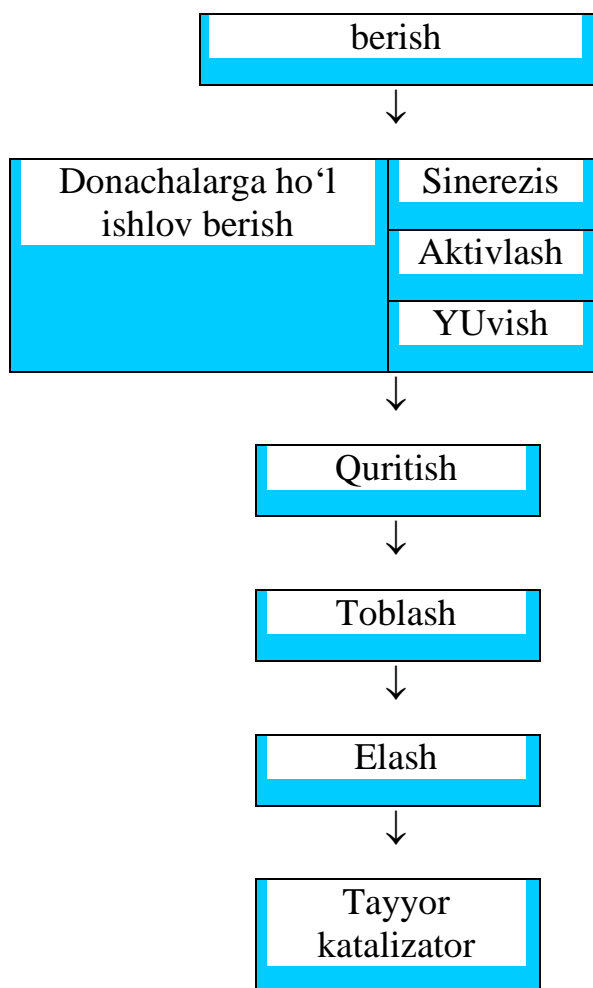 berish
Donachalarga ho‘l
ishlov berish
Sinerezis
Aktivlash
YUvish
Quritish
Toblash
Elash
Tayyor
katalizator